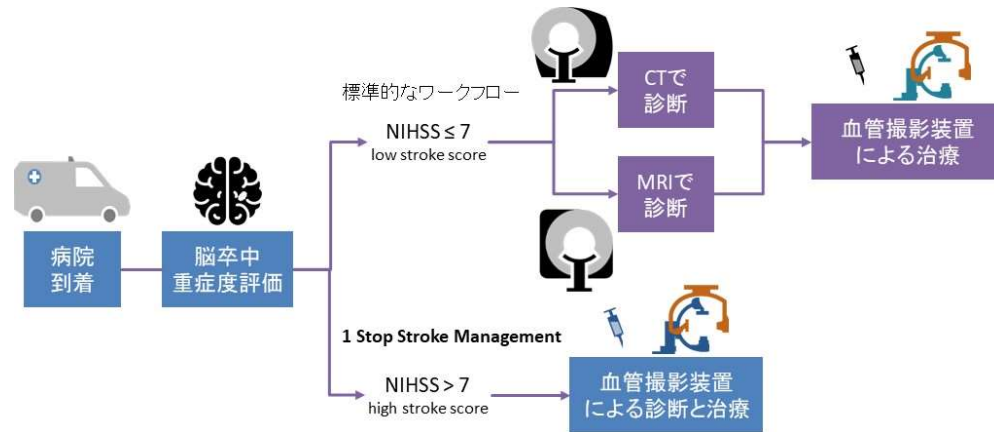 標準的なワークフロー
NIHSS ≤ 7
low stroke score
CTで
診断
MRIで
診断
血管撮影装置
による治療
病院
到着
脳卒中
重症度評価
1 Stop Stroke Management
NIHSS > 7
high stroke score
血管撮影装置
による診断と治療